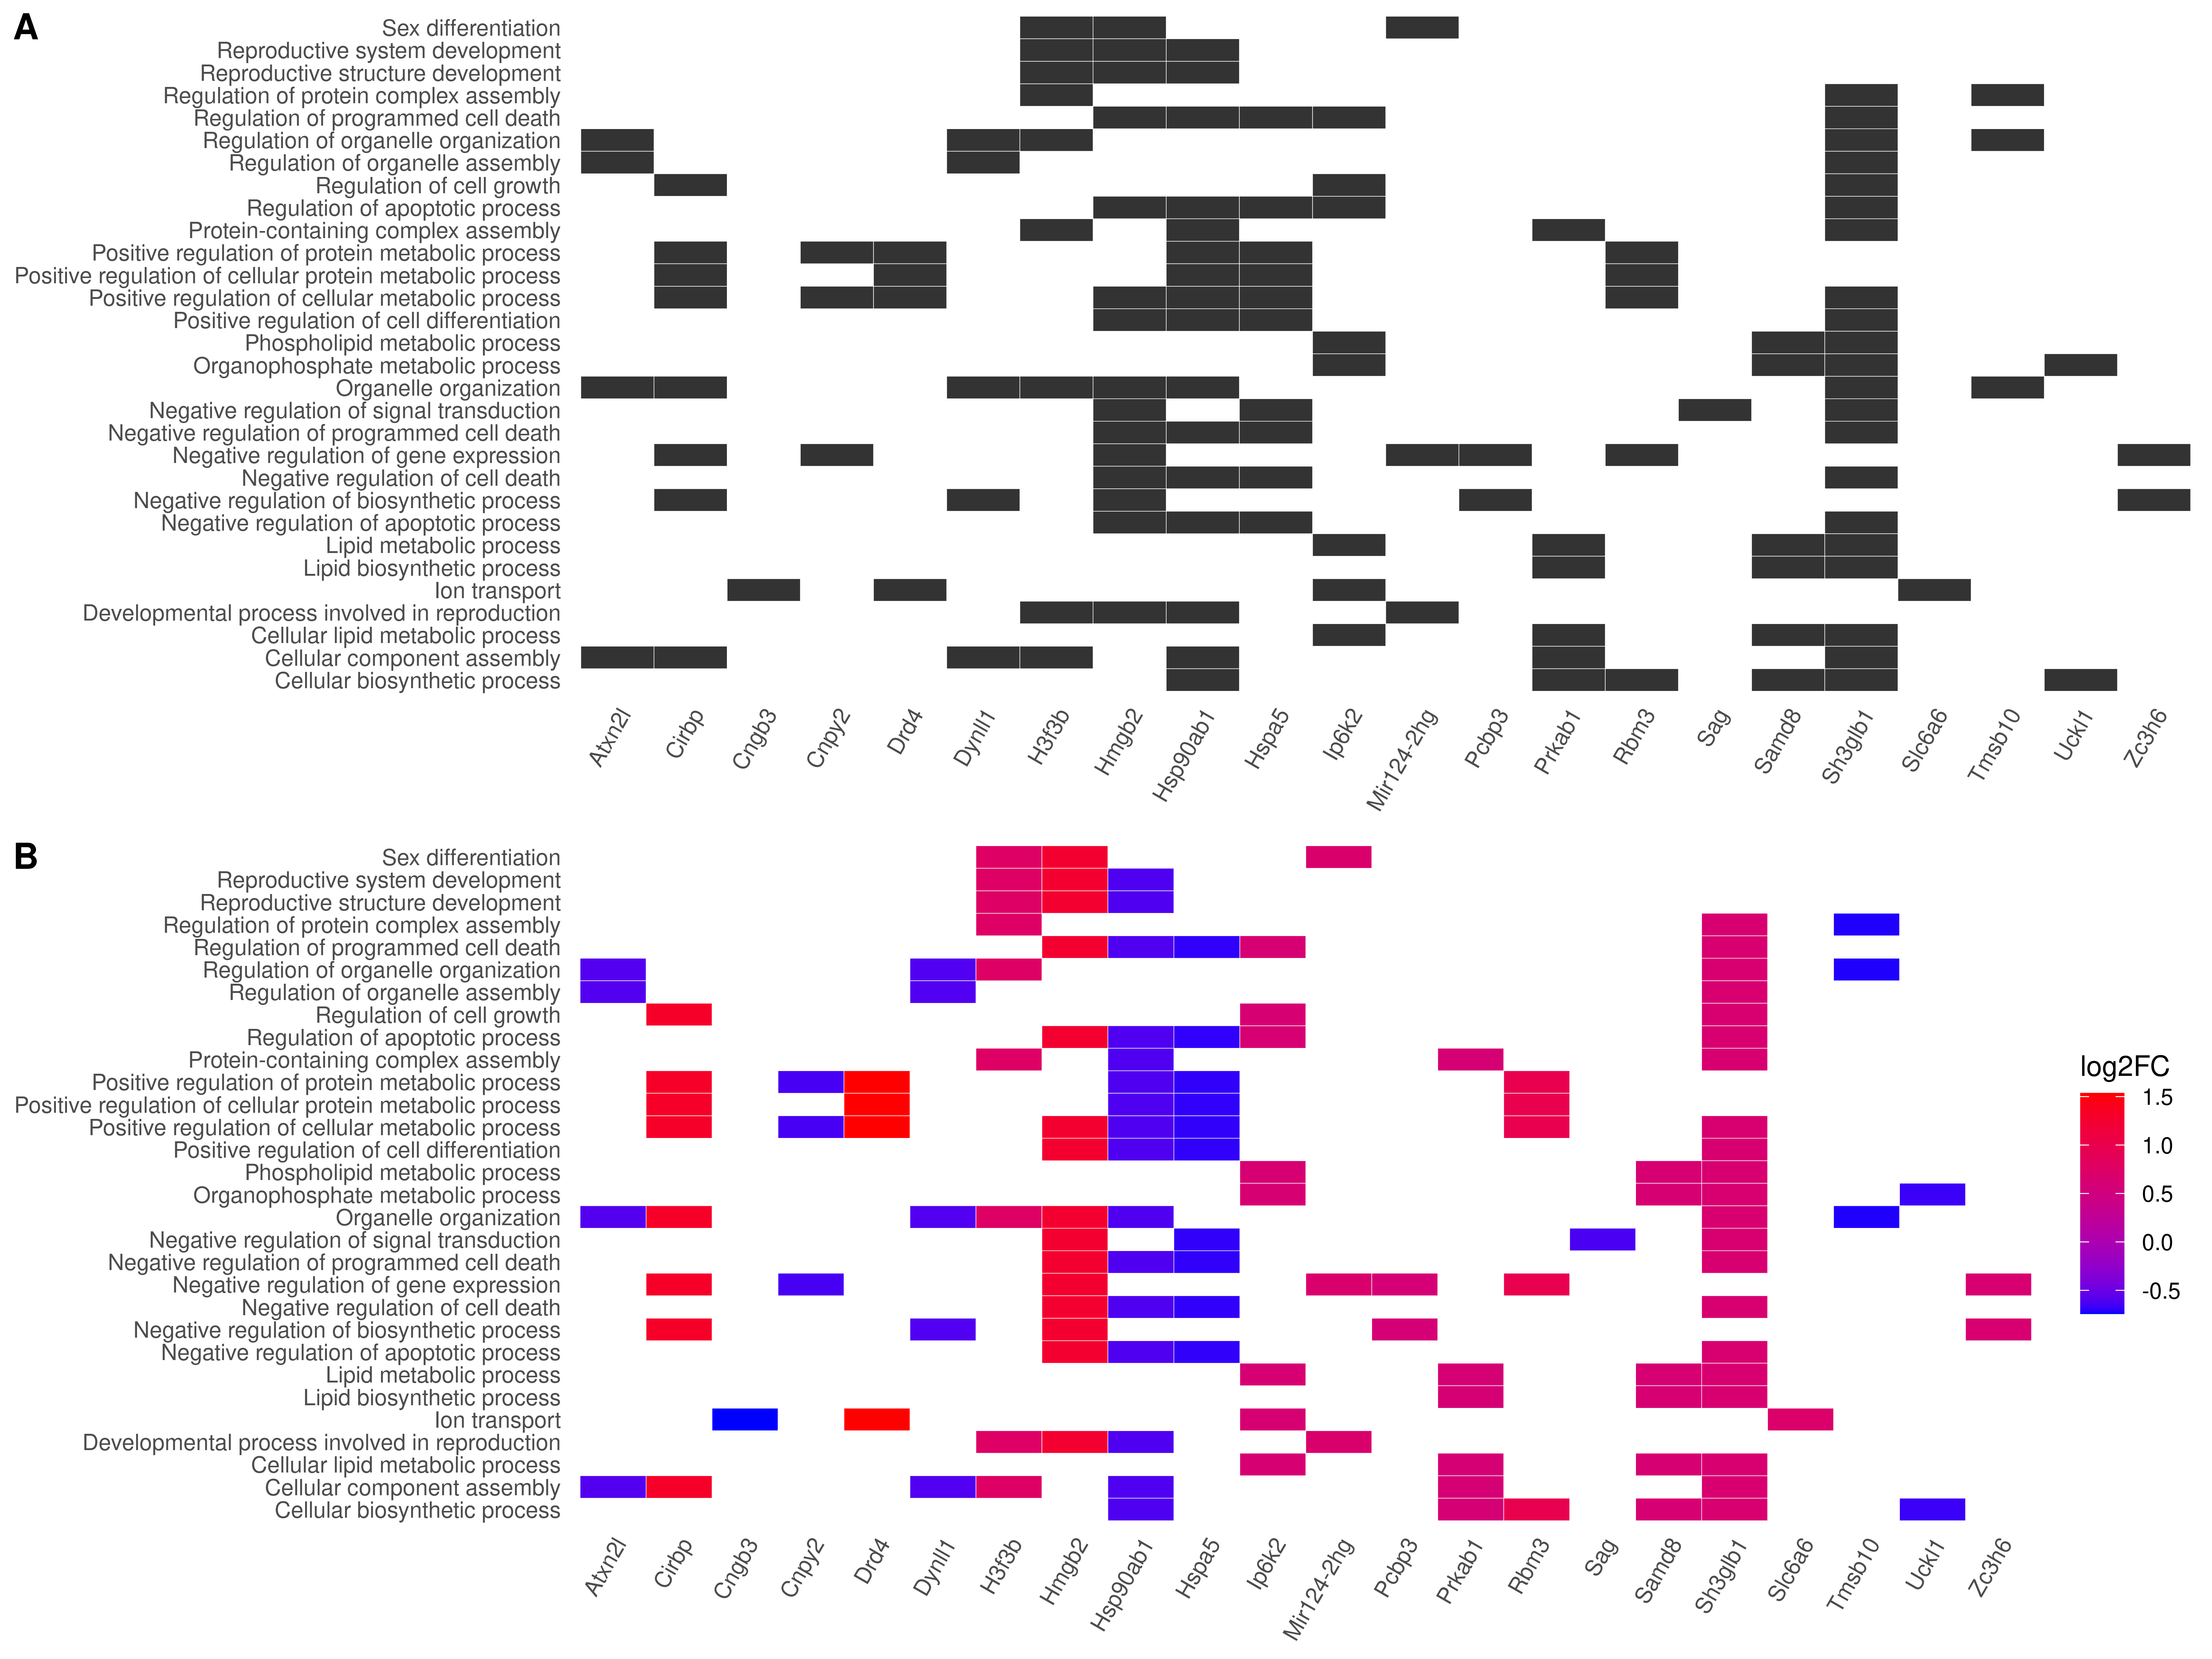 A
Sex differentiation
Reproductive system development
Reproductive structure development
Regulation of protein complex assembly
Regulation of programmed cell death
Regulation of organelle organization
Regulation of organelle assembly
Regulation of cell growth
Regulation of apoptotic process
Protein-containing complex assembly
Positive regulation of protein metabolic process
Positive regulation of cellular protein metabolic process
Positive regulation of cellular metabolic process
Positive regulation of cell differentiation
Phospholipid metabolic process
Organophosphate metabolic process
Organelle organization
Negative regulation of signal transduction
Negative regulation of programmed cell death
Negative regulation of gene expression
Negative regulation of cell death
Negative regulation of biosynthetic process
Negative regulation of apoptotic process
Lipid metabolic process
Lipid biosynthetic process
Ion transport
Developmental process involved in reproduction
Cellular lipid metabolic process
Cellular component assembly
Cellular biosynthetic process
Atxn2l
Cirbp
Cngb3
Cnpy2
Drd4
Dynll1
H3f3b
Hmgb2
Hsp90ab1
Hspa5
Ip6k2
Mir124-2hg
Pcbp3
Prkab1
Rbm3
Sag
Samd8
Sh3glb1
Slc6a6
Tmsb10
Uckl1
Zc3h6
B
Sex differentiation
Reproductive system development
Reproductive structure development
Regulation of protein complex assembly
Regulation of programmed cell death
Regulation of organelle organization
Regulation of organelle assembly
Regulation of cell growth
Regulation of apoptotic process
Protein-containing complex assembly
Positive regulation of protein metabolic process
Positive regulation of cellular protein metabolic process
Positive regulation of cellular metabolic process
Positive regulation of cell differentiation
Phospholipid metabolic process
Organophosphate metabolic process
Organelle organization
Negative regulation of signal transduction
Negative regulation of programmed cell death
Negative regulation of gene expression
Negative regulation of cell death
Negative regulation of biosynthetic process
Negative regulation of apoptotic process
Lipid metabolic process
Lipid biosynthetic process
Ion transport
Developmental process involved in reproduction
Cellular lipid metabolic process
Cellular component assembly
Cellular biosynthetic process
Atxn2l
Cirbp
Cngb3
Cnpy2
Drd4
Dynll1
H3f3b
Hmgb2
Hsp90ab1
Hspa5
Ip6k2
Mir124-2hg
Pcbp3
Prkab1
Rbm3
Sag
Samd8
Sh3glb1
Slc6a6
Tmsb10
Uckl1
Zc3h6
log2FC
1.5
1.0
0.5
0.0
-0.5